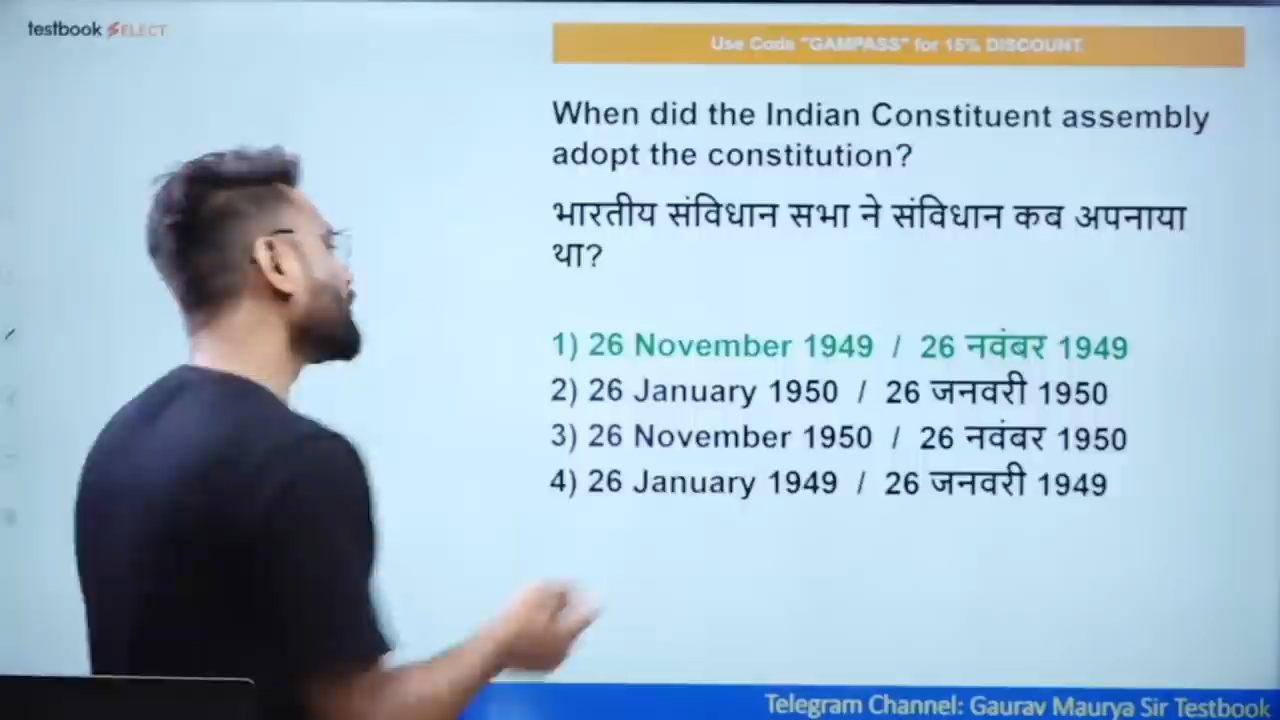 testbook SELECT
Use Code "GAMPASS" for 15% DISCOUNT
When did the Indian Constituent assembly
adopt the constitution?
भारतीय संविधान सभा ने संविधान कब अपनाया
था?
1) 26 November 1949 / 26 नवंबर 1949
2) 26 January 1950 / 26 जनवरी 1950
3) 26 November 1950 / 26 नवंबर 1950
4) 26 January 1949 / 26 जनवरी 1949
Telegram Channel: Gaurav Maurya Sir Testbook